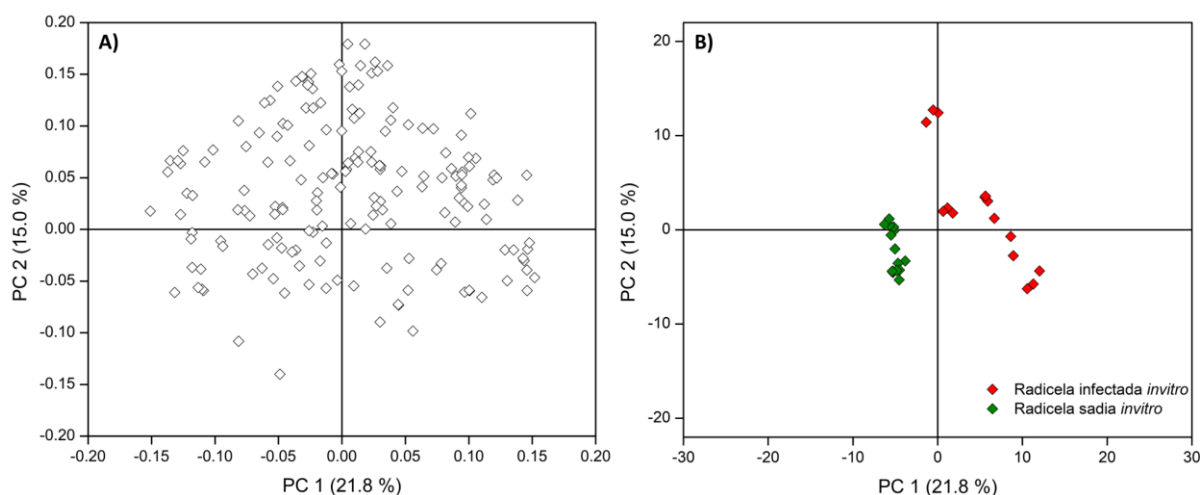 A)
0.20
0.15
0.10
0.05
0.00
-0.05
-0.10
-0.15
-0.20
PC 2 (15.0 %)
-0.20 -0.15 -0.10 -0.05 0.00 0.05 0.10 0.15 0.20
PC 1 (21.8 %)
B)
20
10
0
-10
-20
PC 2 (15.0 %)
Radicela infectada invitro
Radicela sadia invitro
-30 -20 -10 0 10 20 30
PC 1 (21.8 %)